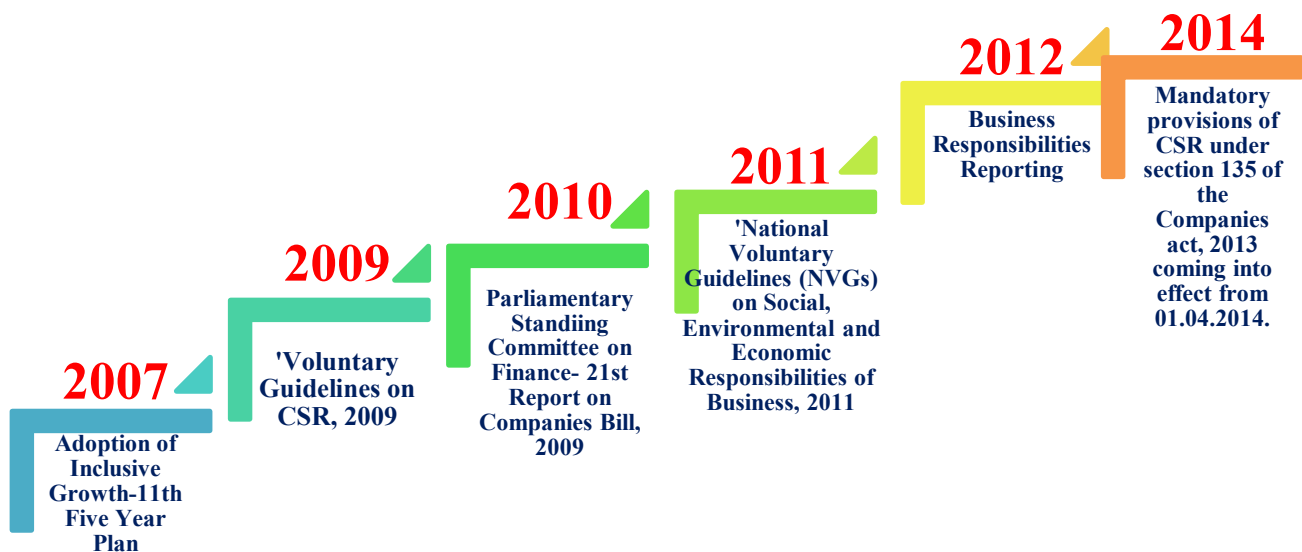 2007
Adoption of
Inclusive
Growth-11th
Five Year
Plan
2009
'Voluntary
Guidelines on
CSR, 2009
2010
Parliamentary
Standiing
Committee on
Finance- 21st
Report on
Companies Bill,
2009
2011
'National
Voluntary
Guidelines (NVGs)
on Social,
Environmental and
Economic
Responsibilities of
Business, 2011
2012
Business
Responsibilities
Reporting
2014
Mandatory
provisions of
CSR under
section 135 of
the
Companies
act, 2013
coming into
effect from
01.04.2014.